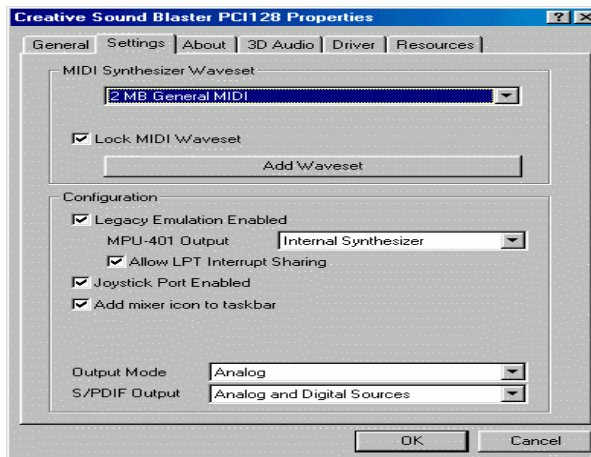 Creative Sound Blaster PCI128 Properties
General Settings About 3D Audio Driver Resources
MIDI Synthesizer Waveset
2 MB General MIDI
Lock MIDI Waveset
Add Waveset
Configuration
Legacy Emulation Enabled
MPU-401 Output Internal Synthesizer
Allow LPT Interrupt Sharing
Joystick Port Enabled
Add mixer icon to taskbar
Output Mode Analog
S/PDIF Output Analog and Digital Sources
OK Cancel